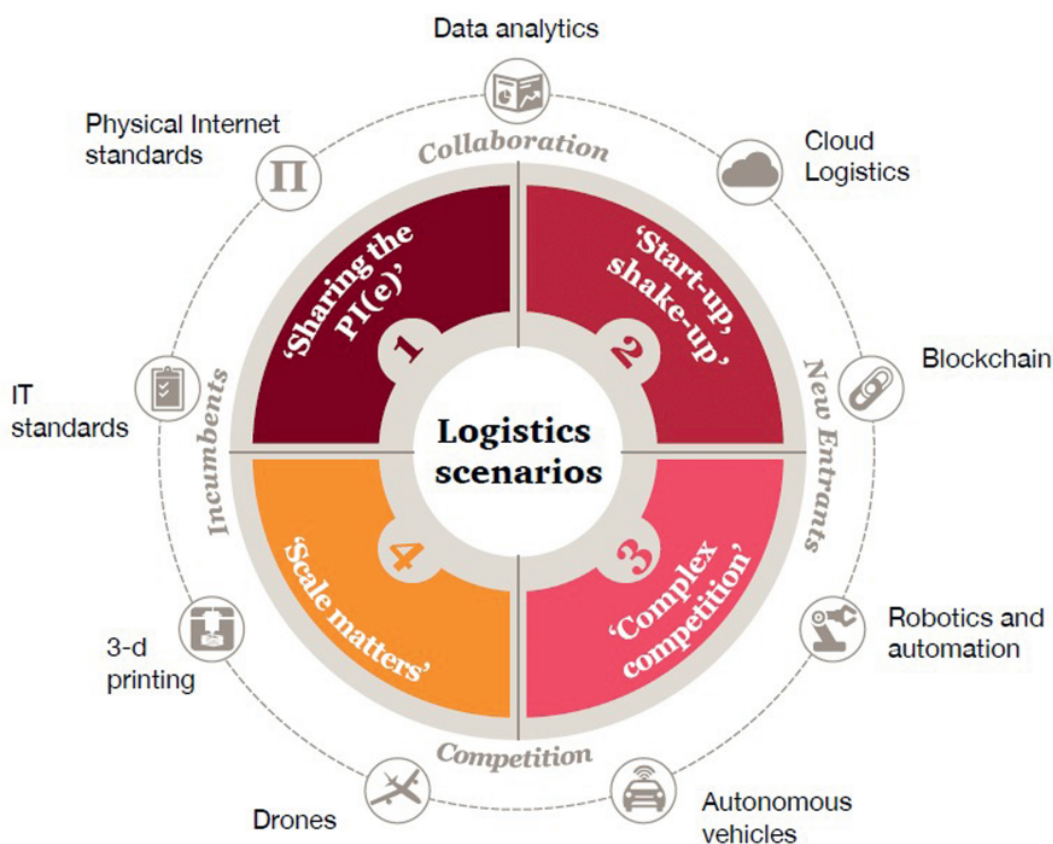 Data analytics
Physical Internet
standards
Π
Collaboration
Cloud
Logistics
‘Sharing the
PI(e)’
1
‘Start-up,
shake-up’
2
IT
standards
Incumbents
Logistics
scenarios
New Entrants
Blockchain
‘Scale matters’
4
‘Complex
competition’
3
3-d
printing
Robotics and
automation
Competition
Drones
Autonomous
vehicles